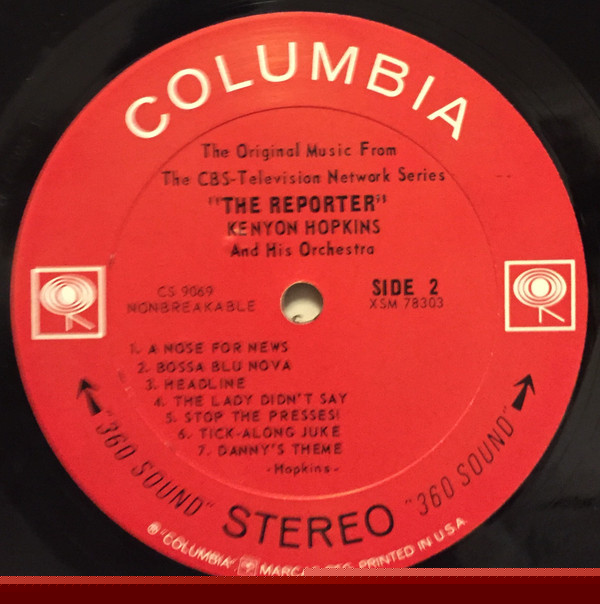 COLUMBIA
The Original Music From
The CBS-Television Network Series
"THE REPORTER"
KENYON HOPKINS
And His Orchestra
CS 9069
NONBREAKABLE
SIDE 2
XSM 78303
1. A NOSE FOR NEWS
2. BOSSA BLU NOVA
3. HEADLINE
4. THE LADY DIDN'T SAY
5. STOP THE PRESSES!
6. TICK-ALONG JUKE
7. DANNY'S THEME
-Hopkins-
"360 SOUND" STEREO "360 SOUND"
® "COLUMBIA" MARCAS REG. PRINTED IN U.S.A.